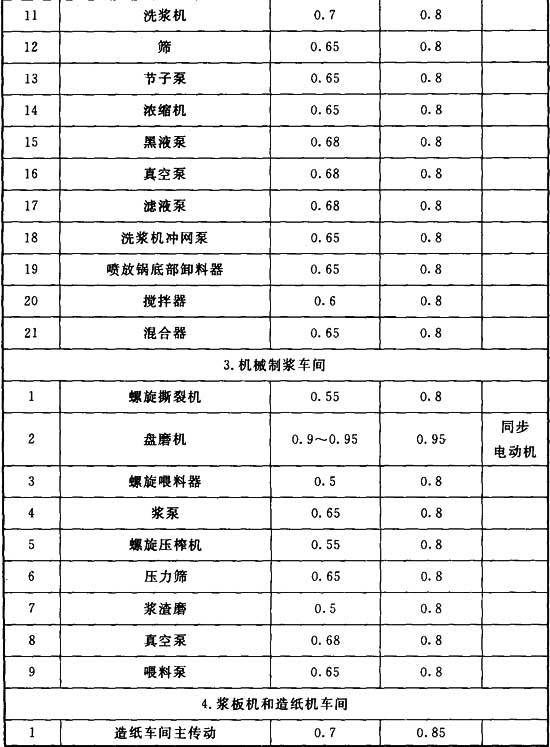 11 洗浆机 0.7 0.8
12 筛 0.65 0.8
13 节子泵 0.65 0.8
14 浓缩机 0.65 0.8
15 黑液泵 0.68 0.8
16 真空泵 0.68 0.8
17 滤液泵 0.68 0.8
18 洗浆机冲网泵 0.65 0.8
19 喷放锅底部卸料器 0.65 0.8
20 搅拌器 0.6 0.8
21 混合器 0.65 0.8
3.机械制浆车间
1 螺旋撕裂机 0.55 0.8
2 盘磨机 0.9～0.95 0.95 同步
电动机
3 螺旋喂料器 0.5 0.8
4 浆泵 0.65 0.8
5 螺旋压榨机 0.55 0.8
6 压力筛 0.65 0.8
7 浆渣磨 0.5 0.8
8 真空泵 0.68 0.8
9 喂料泵 0.65 0.8
4.浆板机和造纸机车间
1 造纸车间主传动 0.7 0.85